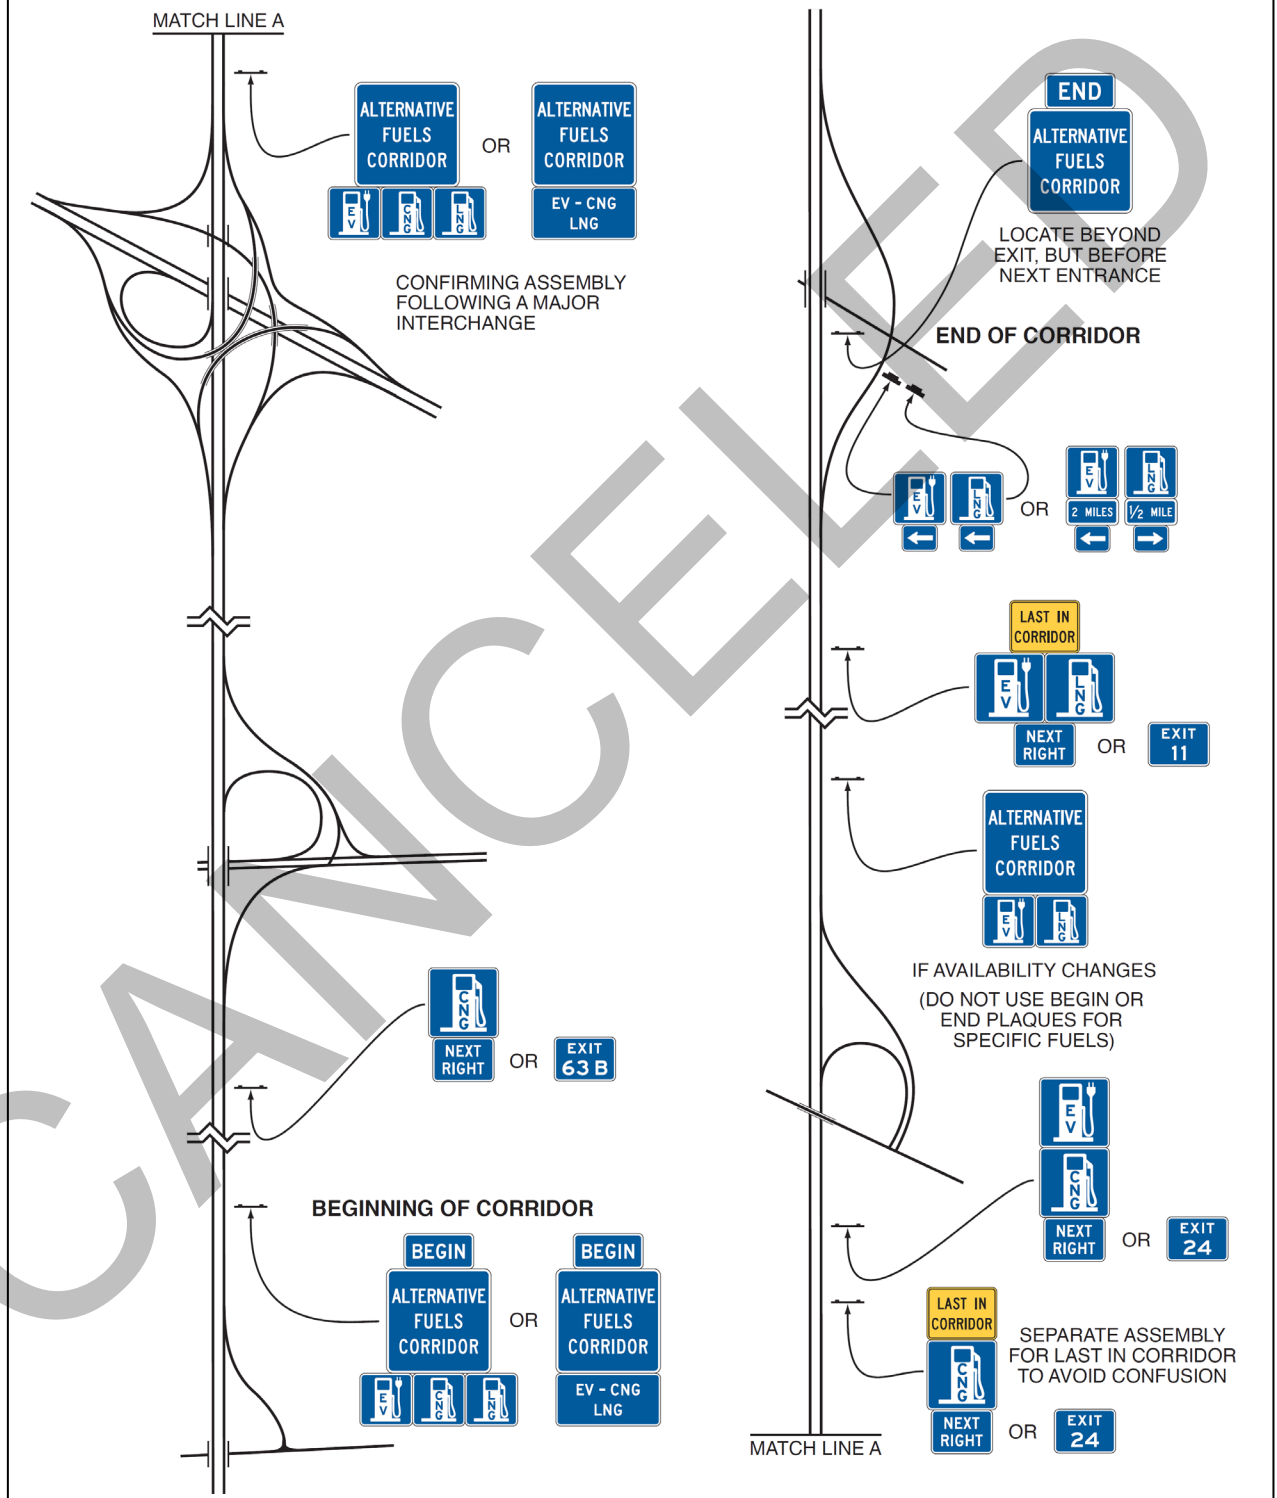 MATCH LINE A
ALTERNATIVE
FUELS
CORRIDOR
EV
CNG
LNG
OR
ALTERNATIVE
FUELS
CORRIDOR
EV - CNG
LNG
CONFIRMING ASSEMBLY
FOLLOWING A MAJOR
INTERCHANGE
CNG
NEXT
RIGHT
OR
EXIT
63 B
BEGINNING OF CORRIDOR
BEGIN
ALTERNATIVE
FUELS
CORRIDOR
EV
CNG
LNG
OR
BEGIN
ALTERNATIVE
FUELS
CORRIDOR
EV - CNG
LNG
END
ALTERNATIVE
FUELS
CORRIDOR
LOCATE BEYOND
EXIT, BUT BEFORE
NEXT ENTRANCE
END OF CORRIDOR
EV
LNG
OR
EV
LNG
2 MILES
1/2 MILE
LAST IN
CORRIDOR
EV
LNG
NEXT
RIGHT
OR
EXIT
11
ALTERNATIVE
FUELS
CORRIDOR
EV
LNG
IF AVAILABILITY CHANGES
(DO NOT USE BEGIN OR
END PLAQUES FOR
SPECIFIC FUELS)
EV
CNG
NEXT
RIGHT
OR
EXIT
24
LAST IN
CORRIDOR
CNG
NEXT
RIGHT
OR
EXIT
24
SEPARATE ASSEMBLY
FOR LAST IN CORRIDOR
TO AVOID CONFUSION
MATCH LINE A
CANCELED